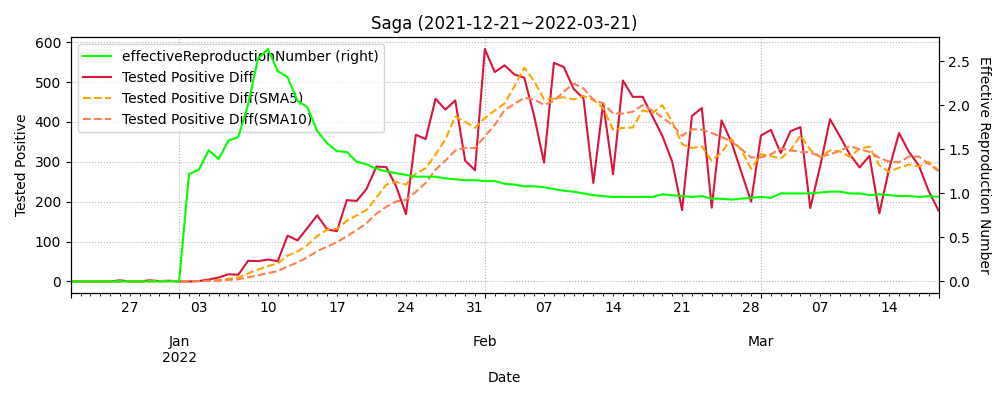 Saga (2021-12-21~2022-03-21)
effectiveReproductionNumber (right)
Tested Positive Diff
Tested Positive Diff(SMA5)
Tested Positive Diff(SMA10)
Tested Positive
600
500
400
300
200
100
0
Effective Reproduction Number
2.5
2.0
1.5
1.0
0.5
0.0
27 03 10 17 24 31 07 14 21 28 07 14
Jan Feb Mar
2022
Date